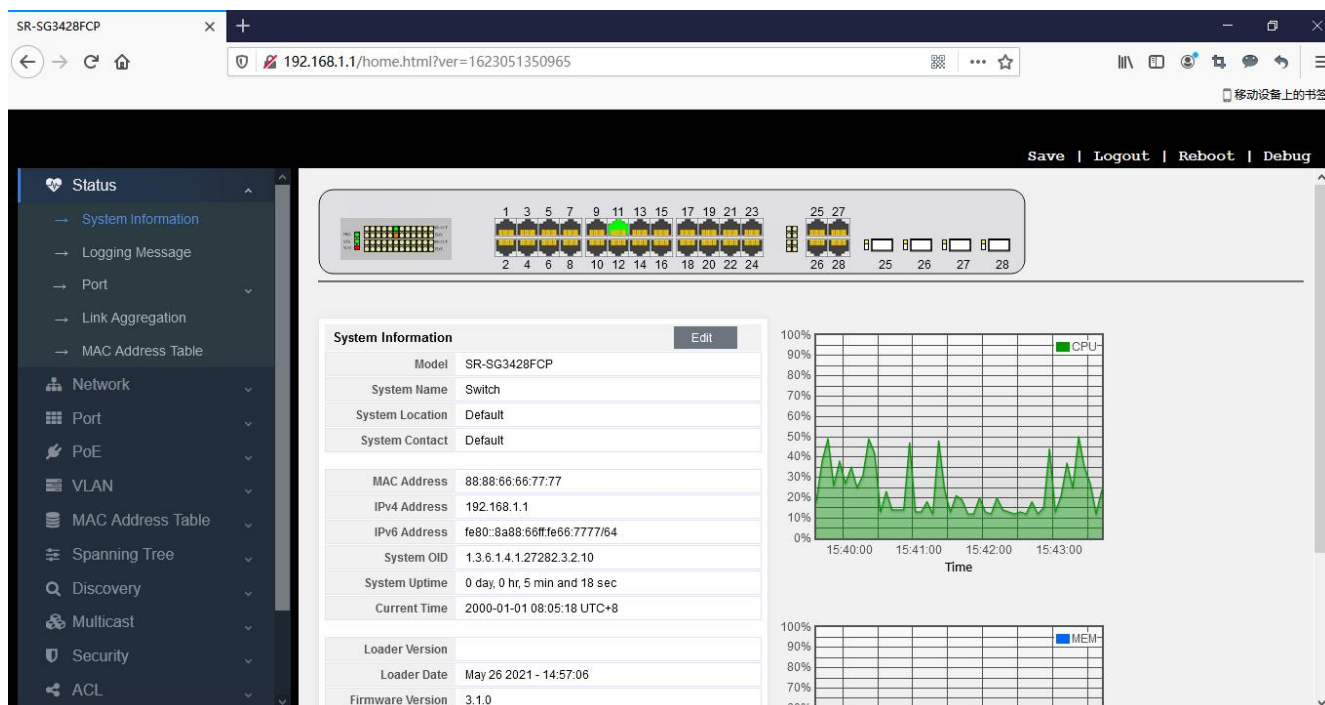 SR-SG3428FCP
192.168.1.1/home.html?ver=1623051350965
移动设备上的书签
Save | Logout | Reboot | Debug
Status
System Information
Logging Message
Port
Link Aggregation
MAC Address Table
Network
Port
PoE
VLAN
MAC Address Table
Spanning Tree
Discovery
Multicast
Security
ACL
1 3 5 7 9 11 13 15 17 19 21 23 25 27
2 4 6 8 10 12 14 16 18 20 22 24 26 28 25 26 27 28
System Information Edit
Model SR-SG3428FCP
System Name Switch
System Location Default
System Contact Default
MAC Address 88:88:66:66:77:77
IPv4 Address 192.168.1.1
IPv6 Address fe80::8a88:66ff:fe66:7777/64
System OID 1.3.6.1.4.1.27282.3.2.10
System Uptime 0 day, 0 hr, 5 min and 18 sec
Current Time 2000-01-01 08:05:18 UTC+8
Loader Version
Loader Date May 26 2021 - 14:57:06
Firmware Version 3.1.0
100%
CPU
90%
80%
70%
60%
50%
40%
30%
20%
10%
0%
15:40:00 15:41:00 15:42:00 15:43:00
Time
100%
MEM
90%
80%
70%